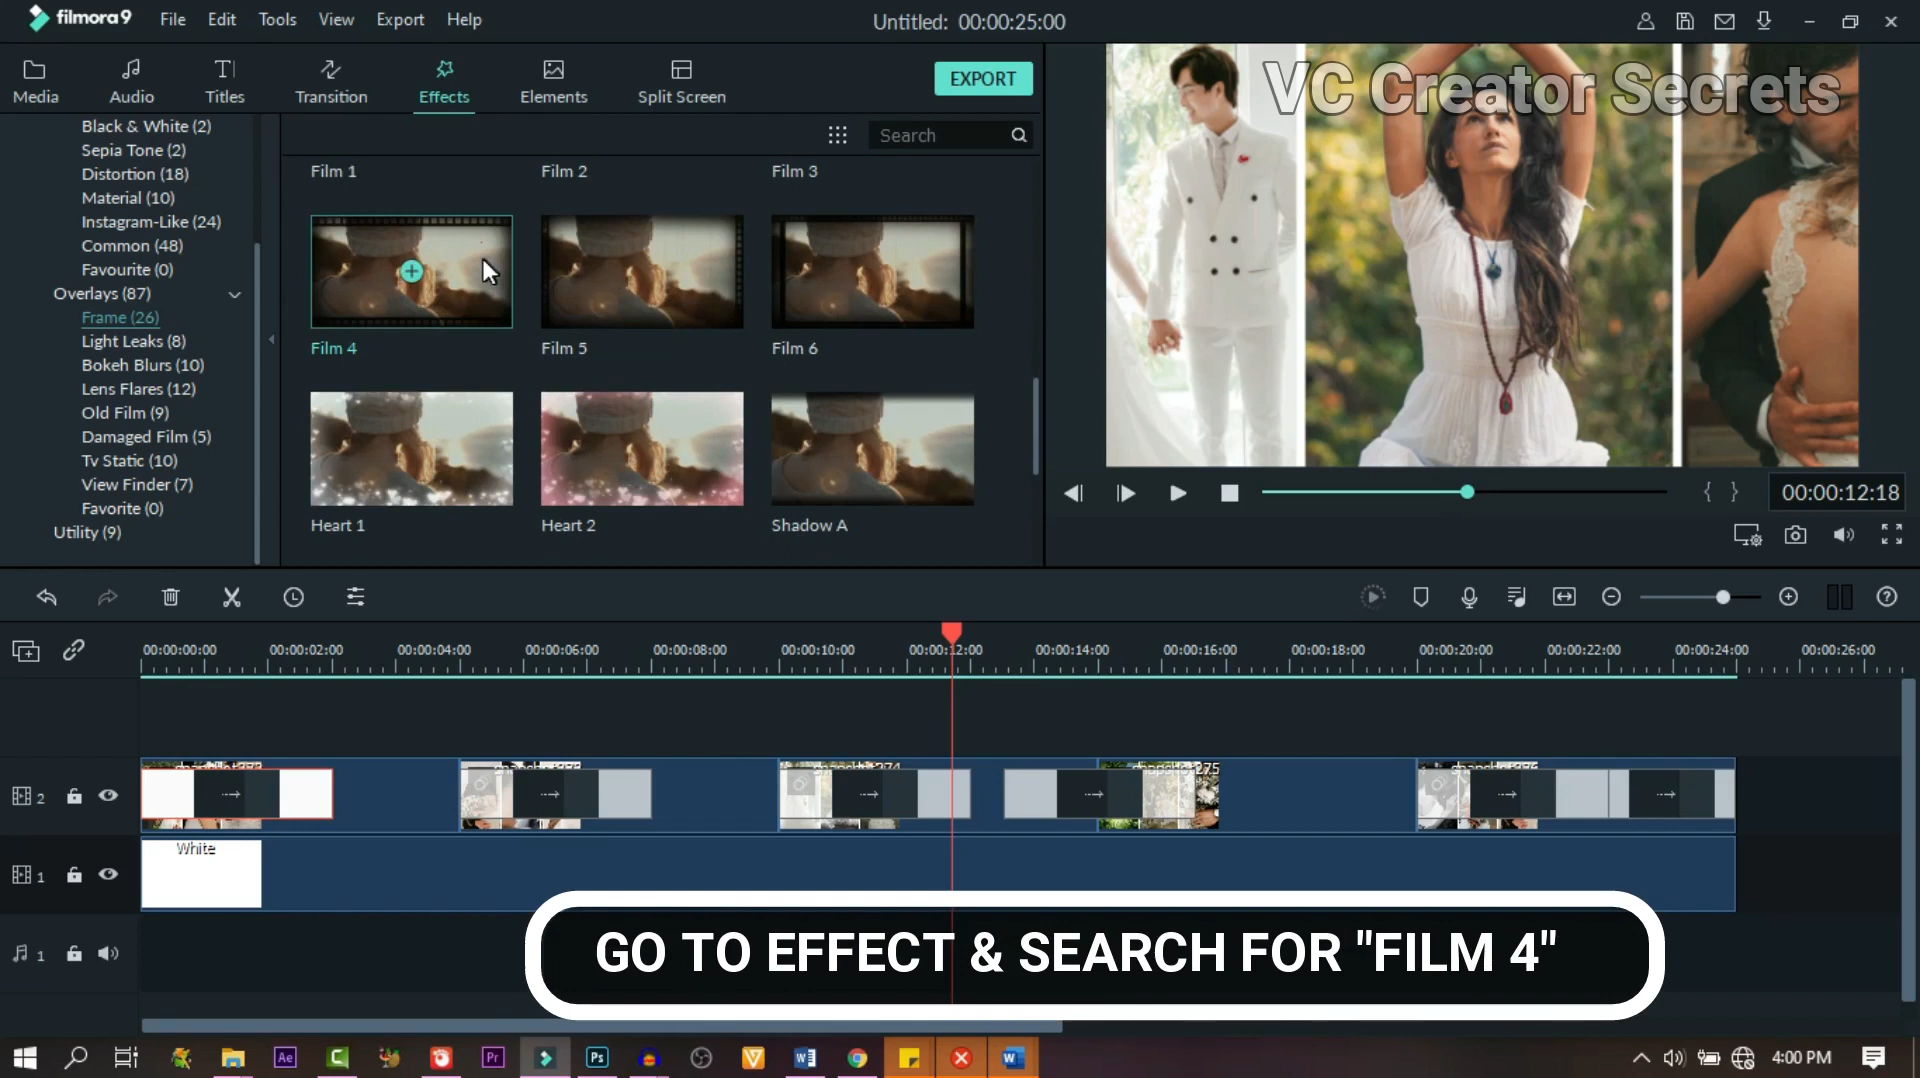 filmora9
File Edit Tools View Export Help
Untitled: 00:00:25:00
Media
Audio
Titles
Transition
Effects
Elements
Split Screen
EXPORT
VC Creator Secrets
Search
Black & White (2)
Sepia Tone (2)
Distortion (18)
Material (10)
Instagram-Like (24)
Common (48)
Favourite (0)
Overlays (87)
Frame (26)
Light Leaks (8)
Bokeh Blurs (10)
Lens Flares (12)
Old Film (9)
Damaged Film (5)
Tv Static (10)
View Finder (7)
Favorite (0)
Utility (9)
Film 1 Film 2 Film 3
Film 4 Film 5 Film 6
Heart 1 Heart 2 Shadow A
{ } 00:00:12:18
00:00:00:00 00:00:02:00 00:00:04:00 00:00:06:00 00:00:08:00 00:00:10:00 00:00:12:00 00:00:14:00 00:00:16:00 00:00:18:00 00:00:20:00 00:00:22:00 00:00:24:00 00:00:26:00
2
White
1
1
GO TO EFFECT & SEARCH FOR "FILM 4"
Ae Pr Ps
4:00 PM